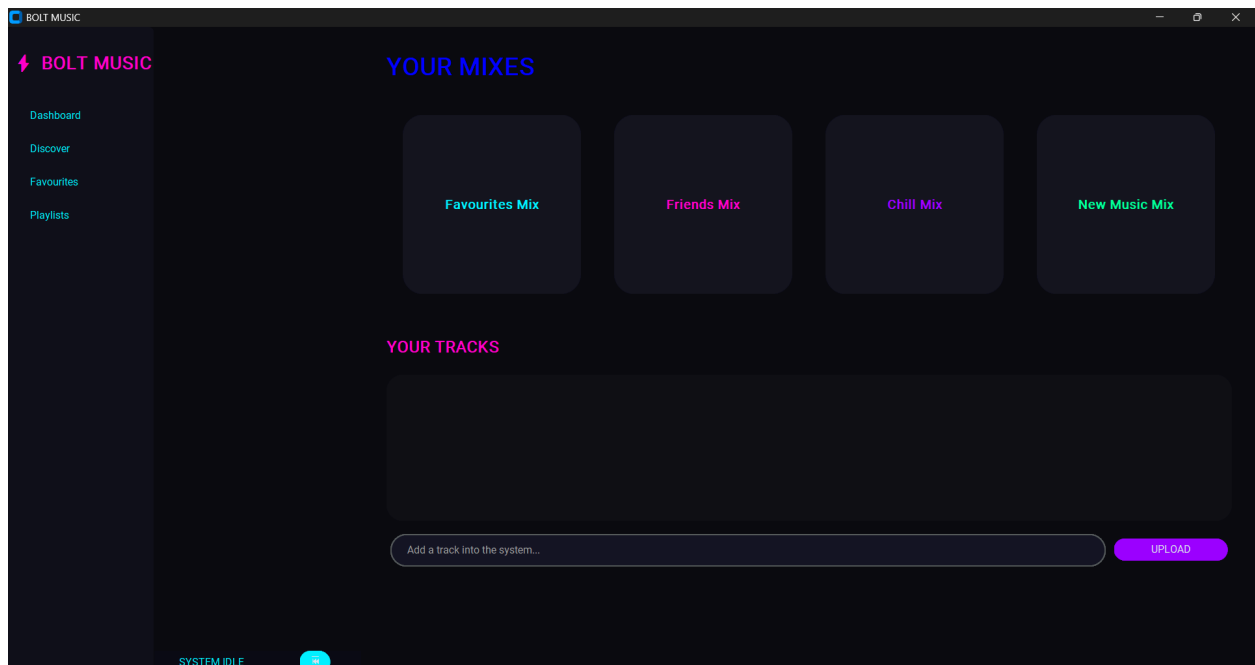 BOLT MUSIC
BOLT MUSIC
Dashboard
Discover
Favourites
Playlists
YOUR MIXES
Favourites Mix
Friends Mix
Chill Mix
New Music Mix
YOUR TRACKS
Add a track into the system...
UPLOAD
SYSTEM IDLE